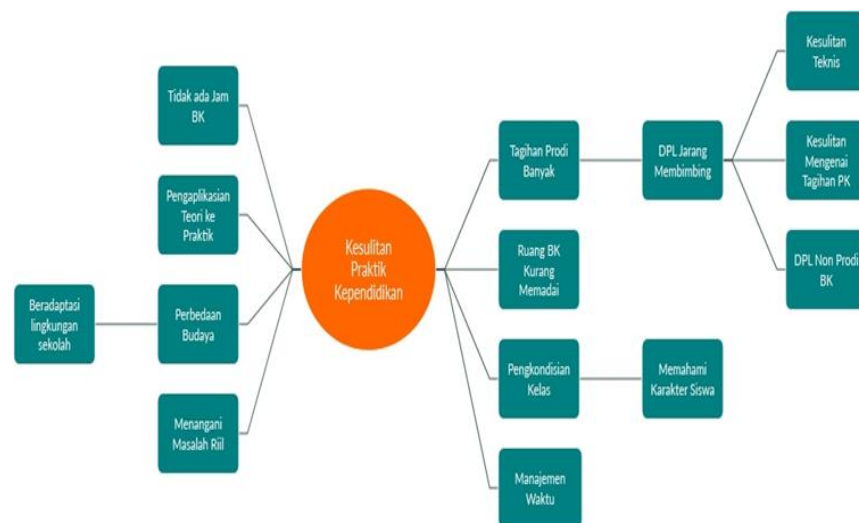 Tidak ada Jam
BK
Pengaplikasian
Teori ke
Praktik
Beradaptasi
lingkungan
sekolah
Perbedaan
Budaya
Menangani
Masalah Riil
Kesulitan
Praktik
Kependidikan
Tagihan Prodi
Banyak
DPL Jarang
Membimbing
Kesulitan
Teknis
Kesulitan
Mengenai
Tagihan PK
DPL Non Prodi
BK
Ruang BK
Kurang
Memadai
Pengkondisian
Kelas
Memahami
Karakter Siswa
Manajemen
Waktu